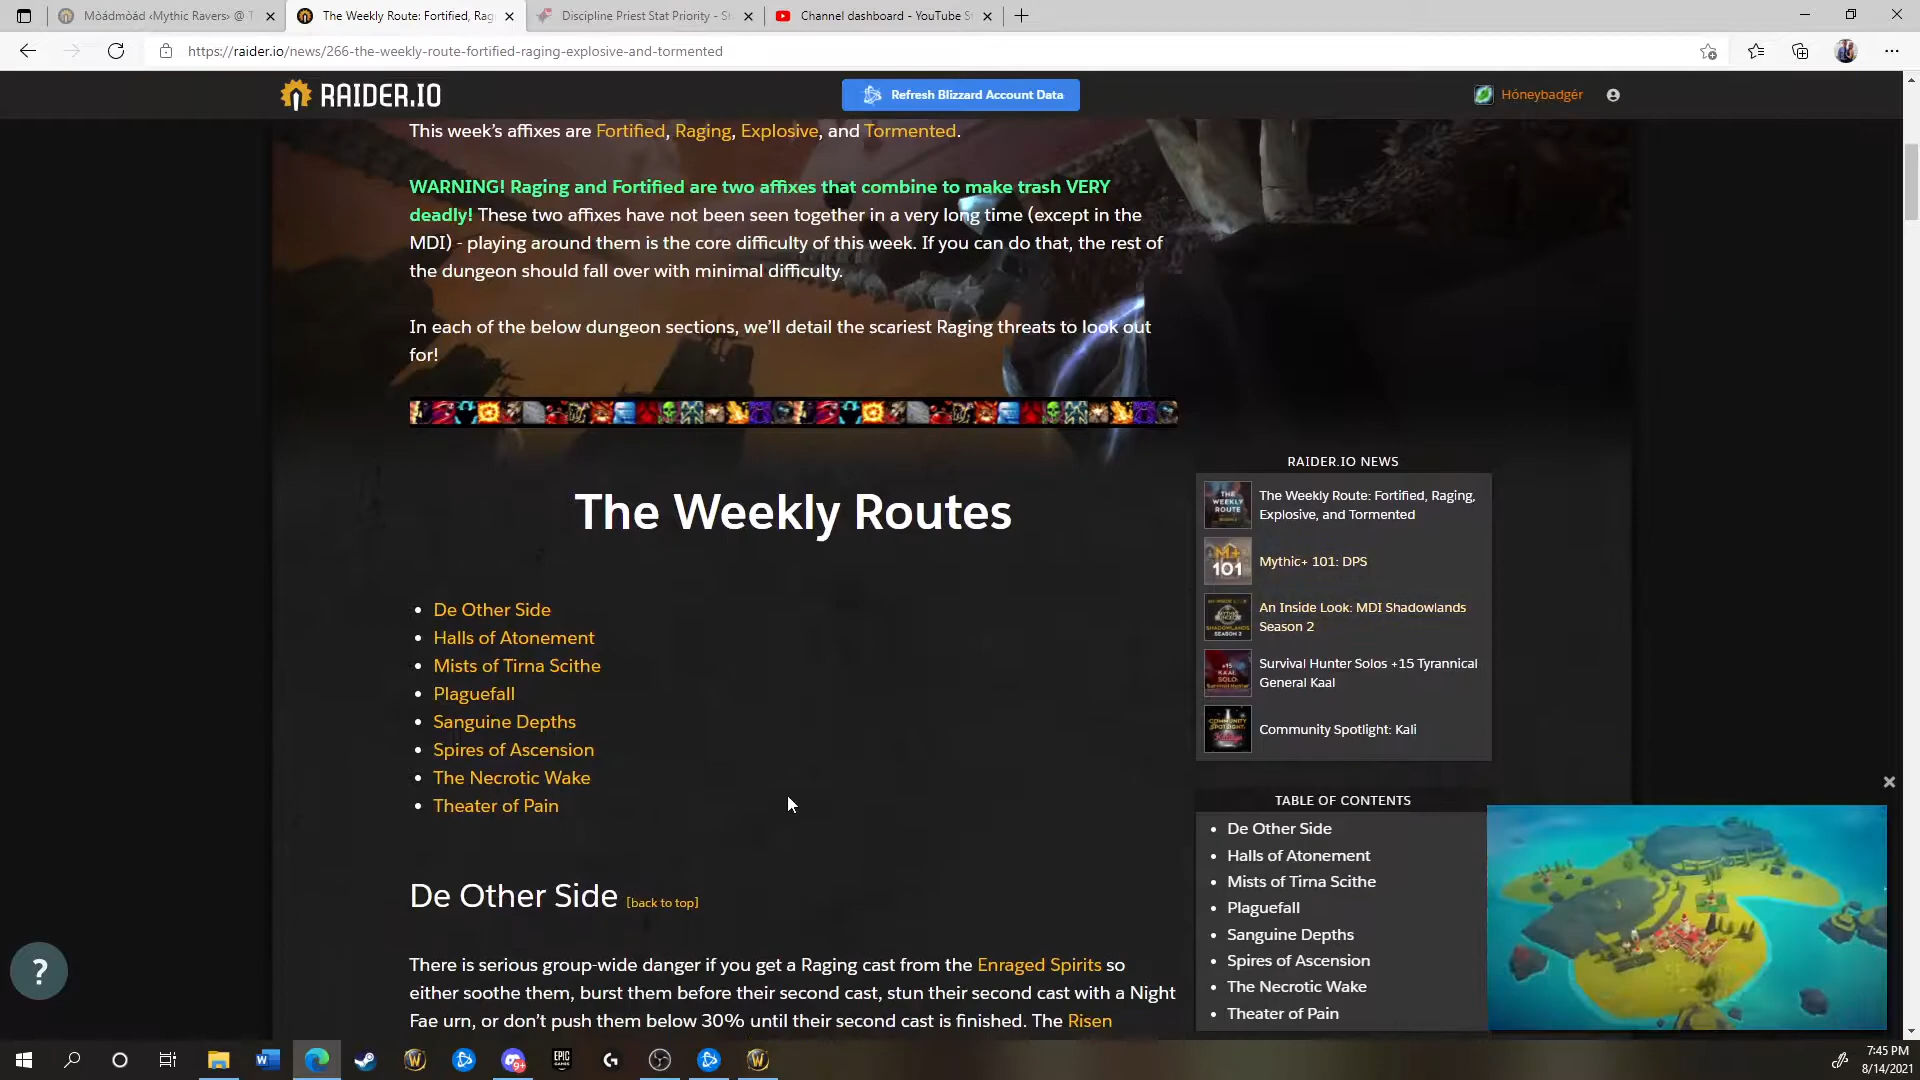 Mòádmòád ‹Mythic Ravers› @ T
The Weekly Route: Fortified, Rag
Discipline Priest Stat Priority - S
Channel dashboard - YouTube S
https://raider.io/news/266-the-weekly-route-fortified-raging-explosive-and-tormented
RAIDER.IO
Refresh Blizzard Account Data
Hóneybadgér
This week's affixes are Fortified, Raging, Explosive, and Tormented.
WARNING! Raging and Fortified are two affixes that combine to make trash VERY
deadly! These two affixes have not been seen together in a very long time (except in the
MDI) - playing around them is the core difficulty of this week. If you can do that, the rest of
the dungeon should fall over with minimal difficulty.
In each of the below dungeon sections, we'll detail the scariest Raging threats to look out
for!
The Weekly Routes
De Other Side
Halls of Atonement
Mists of Tirna Scithe
Plaguefall
Sanguine Depths
Spires of Ascension
The Necrotic Wake
Theater of Pain
De Other Side [back to top]
There is serious group-wide danger if you get a Raging cast from the Enraged Spirits so
either soothe them, burst them before their second cast, stun their second cast with a Night
Fae urn, or don't push them below 30% until their second cast is finished. The Risen
RAIDER.IO NEWS
THE WEEKLY ROUTE
The Weekly Route: Fortified, Raging,
Explosive, and Tormented
M+ 101
Mythic+ 101: DPS
An Inside Look: MDI Shadowlands
Season 2
Survival Hunter Solos +15 Tyrannical
General Kaal
Community Spotlight: Kali
TABLE OF CONTENTS
De Other Side
Halls of Atonement
Mists of Tirna Scithe
Plaguefall
Sanguine Depths
Spires of Ascension
The Necrotic Wake
Theater of Pain
?
9+
EPIC GAMES
7:45 PM
8/14/2021